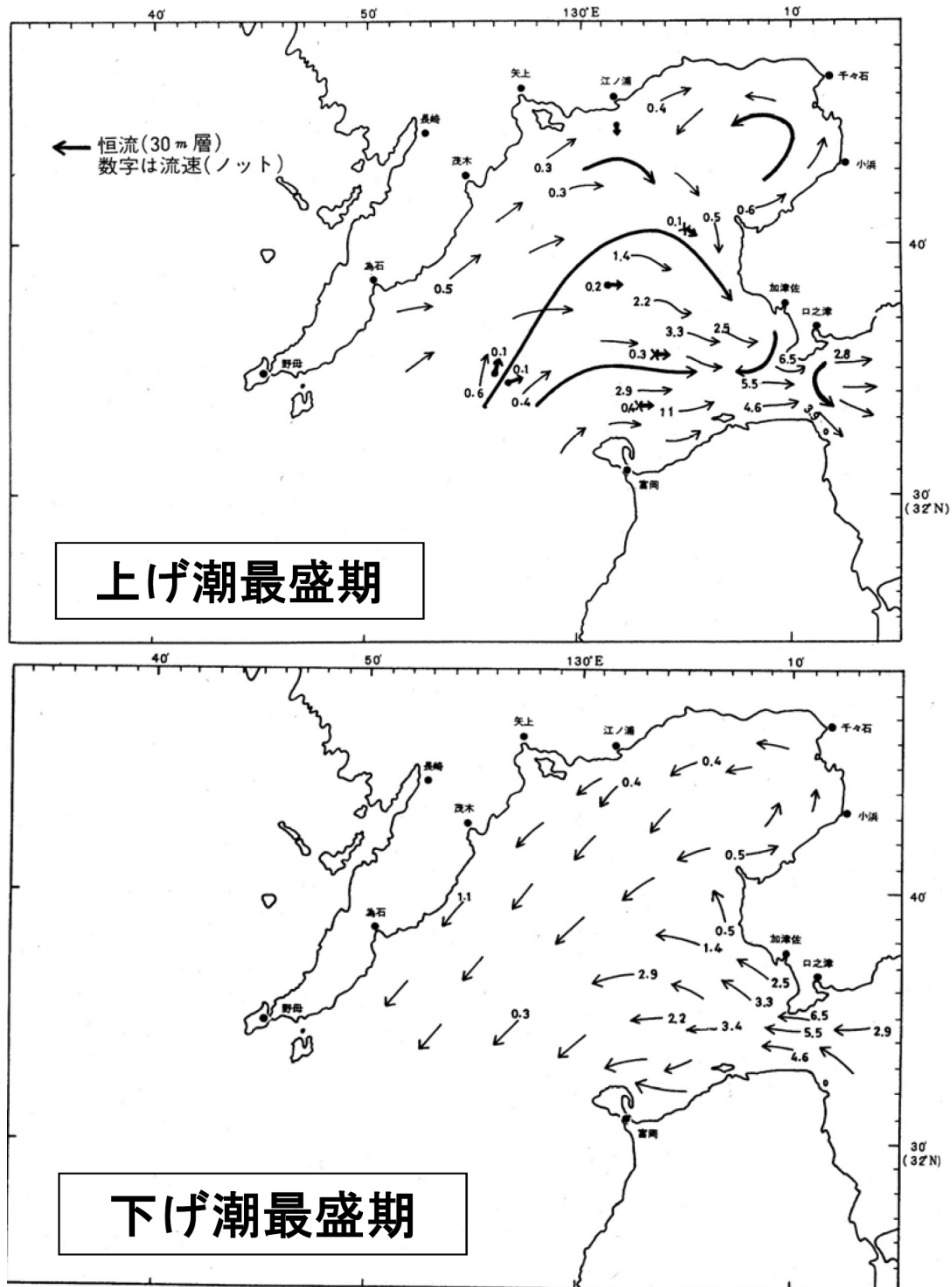 40′
50′
130°E
10′
矢上
江ノ浦
千々石
0.4
長崎
恒流(30m層)
数字は流速(ノット)
茂木
小浜
0.3
0.3
0.6
0.1
0.5
40′
1.4
為石
0.5
0.2
加津佐
2.2
口之津
3.3
2.5
野母
0.1
0.3
6.5
2.8
0.1
5.5
0.6
0.4
2.9
0.4
11
4.6
3.9
富岡
30′
(32°N)
上げ潮最盛期
40′
50′
130°E
10′
矢上
江ノ浦
千々石
長崎
0.4
0.4
茂木
小浜
0.5
1.1
40′
為石
0.5
1.4
加津佐
口之津
2.9
2.5
3.3
野母
0.3
2.2
3.4
6.5
5.5
2.9
4.6
富岡
30′
(32°N)
下げ潮最盛期